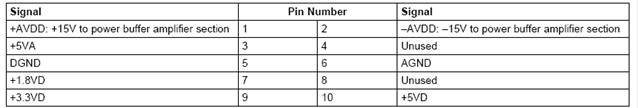 Signal Pin Number Signal
+AVDD: +15V to power buffer amplifier section 1 2 –AVDD: –15V to power buffer amplifier section
+5VA 3 4 Unused
DGND 5 6 AGND
+1.8VD 7 8 Unused
+3.3VD 9 10 +5VD